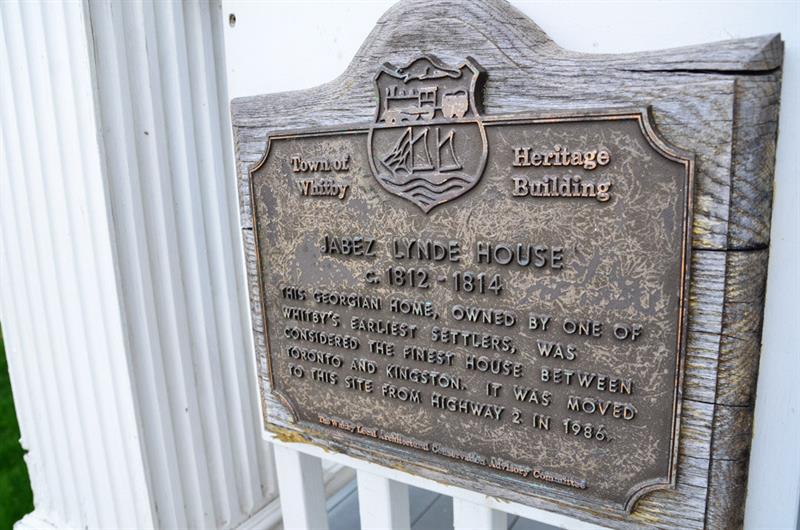 Town of
Whitby
Heritage
Building
JABEZ LYNDE HOUSE
c. 1812 - 1814
THIS GEORGIAN HOME, OWNED BY ONE OF
WHITBY'S EARLIEST SETTLERS, WAS
CONSIDERED THE FINEST HOUSE BETWEEN
TORONTO AND KINGSTON. IT WAS MOVED
TO THIS SITE FROM HIGHWAY 2 IN 1986.
The Whitby Local Architectural Conservation Advisory Committee